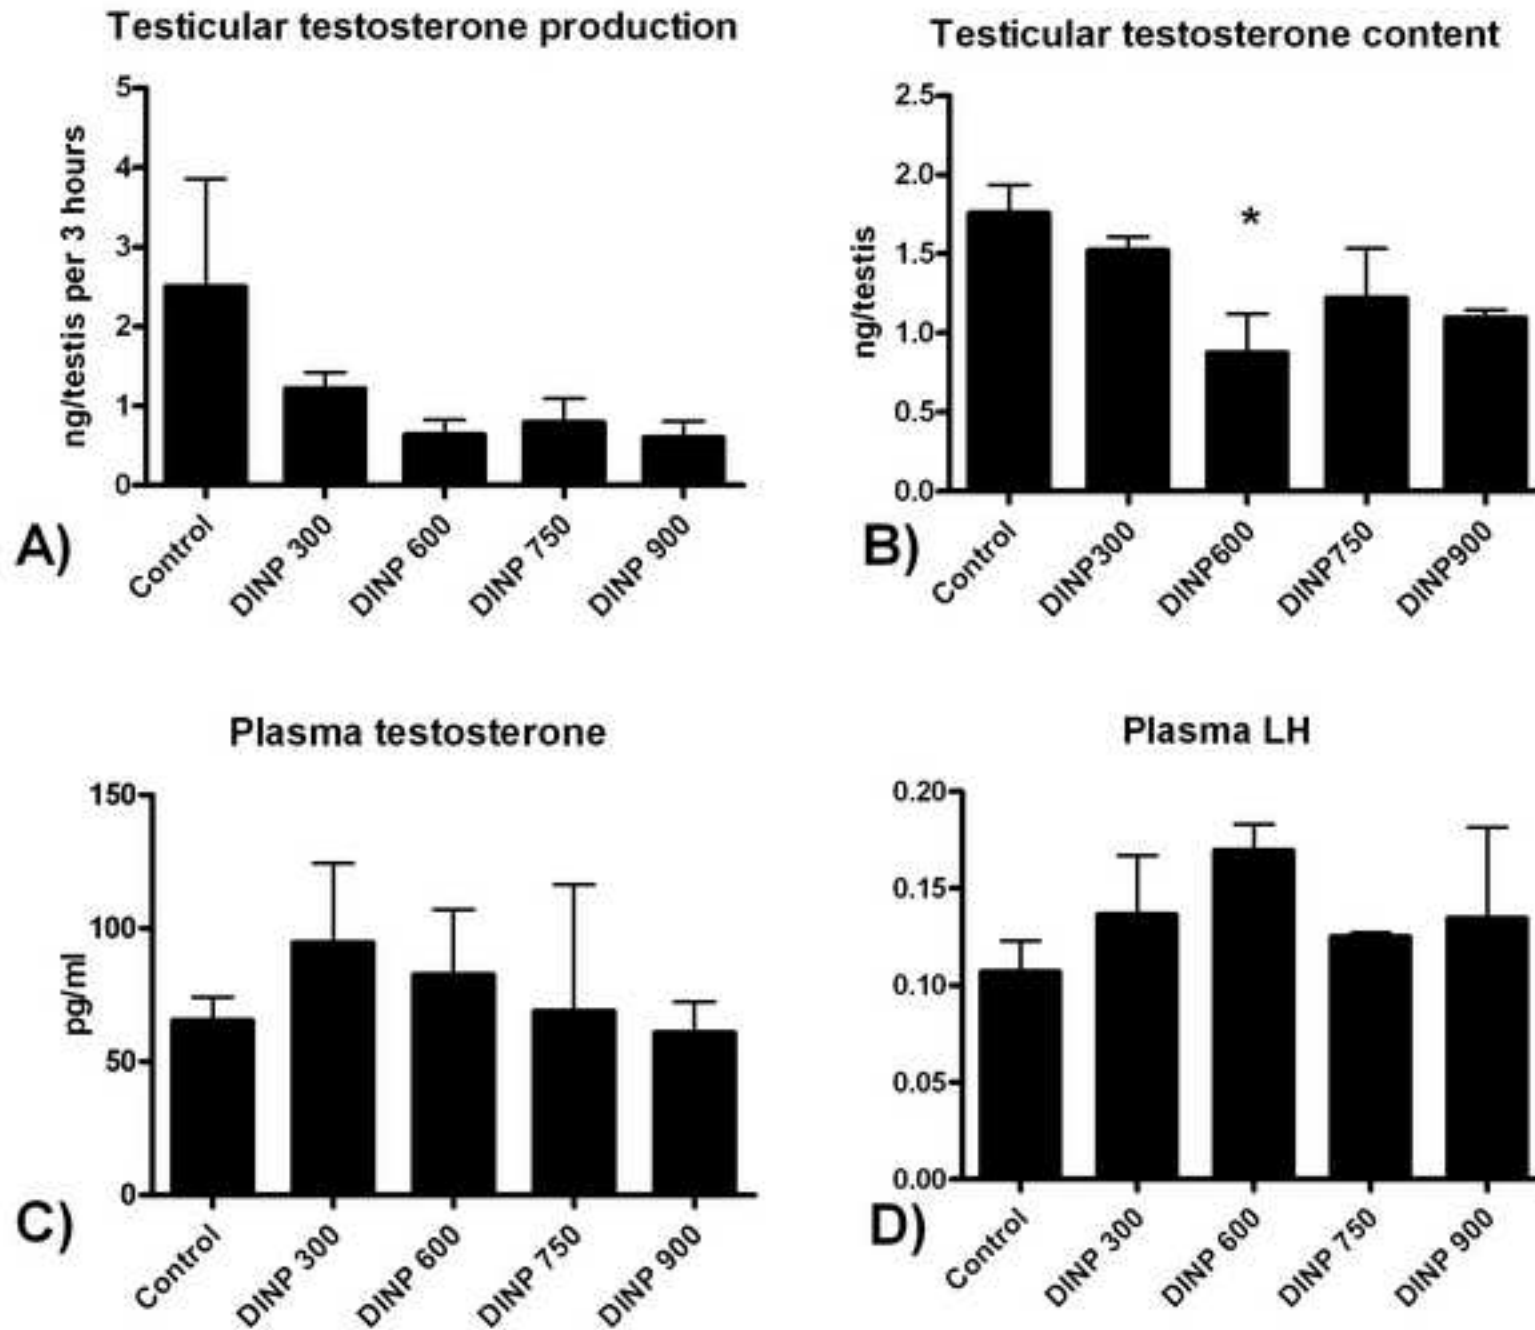 Testicular testosterone production
5
4
3
2
1
0
ng/testis per 3 hours
Control
DINP 300
DINP 600
DINP 750
DINP 900
A)
Testicular testosterone content
2.5
2.0
1.5
1.0
0.5
0.0
ng/testis
*
Control
DINP300
DINP600
DINP750
DINP900
B)
Plasma testosterone
150
100
50
0
pg/ml
Control
DINP 300
DINP 600
DINP 750
DINP 900
C)
Plasma LH
0.20
0.15
0.10
0.05
0.00
Control
DINP 300
DINP 600
DINP 750
DINP 900
D)